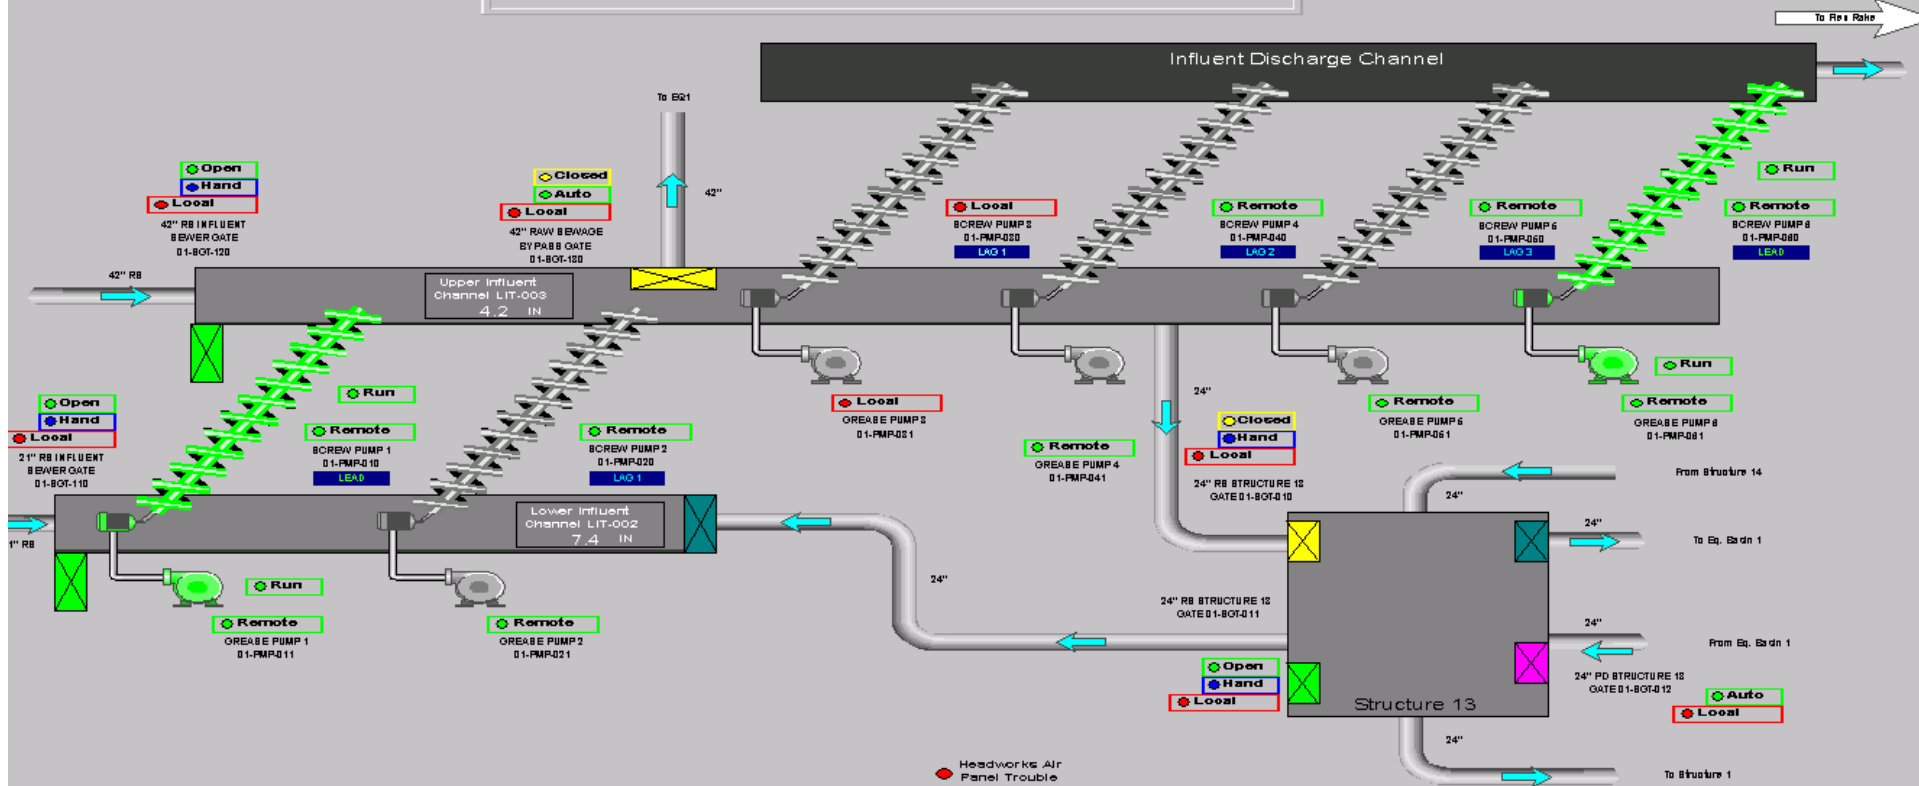 To Res Rake
Influent Discharge Channel
To EQ1
42"
Open
Hand
Local
42" RS INFLUENT
SEWER GATE
01-SGT-120
Closed
Auto
Local
42" RAW SEWAGE
BYPASS GATE
01-SGT-130
Local
SCREW PUMP 3
01-PMP-030
LAG 1
Remote
SCREW PUMP 4
01-PMP-040
LAG 2
Remote
SCREW PUMP 5
01-PMP-050
LAG 3
Run
Remote
SCREW PUMP 6
01-PMP-060
LEAD
42" RS
Upper Influent
Channel LIT-003
4.2 IN
Open
Hand
Local
21" RS INFLUENT
SEWER GATE
01-SGT-110
Run
Remote
SCREW PUMP 1
01-PMP-010
LEAD
Remote
SCREW PUMP 2
01-PMP-020
LAG 1
Local
GREASE PUMP 3
01-PMP-031
Remote
GREASE PUMP 4
01-PMP-041
Remote
GREASE PUMP 5
01-PMP-051
Run
Remote
GREASE PUMP 6
01-PMP-061
24"
Closed
Hand
Local
24" RS STRUCTURE 13
GATE 01-SGT-010
From Structure 14
24"
1" RS
Lower Influent
Channel LIT-002
7.4 IN
24"
To Eq. Basin 1
Run
Remote
GREASE PUMP 1
01-PMP-011
Remote
GREASE PUMP 2
01-PMP-021
24"
24" RS STRUCTURE 13
GATE 01-SGT-011
24"
From Eq. Basin 1
Open
Hand
Local
24" PD STRUCTURE 13
GATE 01-SGT-012
Auto
Local
Structure 13
24"
To Structure 1
Headworks Air
Panel Trouble